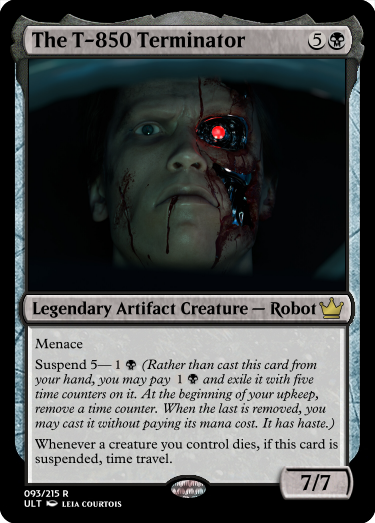 The T-850 Terminator 5
Legendary Artifact Creature — Robot
Menace
Suspend 5— 1 (Rather than cast this card from
your hand, you may pay 1 and exile it with five
time counters on it. At the beginning of your upkeep,
remove a time counter. When the last is removed, you
may cast it without paying its mana cost. It has haste.)
Whenever a creature you control dies, if this card is
suspended, time travel.
7/7
093/215 R
ULT LEIA COURTOIS